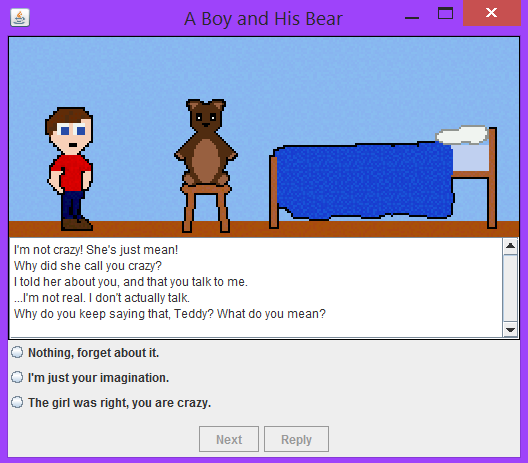 A Boy and His Bear
I'm not crazy! She's just mean!
Why did she call you crazy?
I told her about you, and that you talk to me.
...I'm not real. I don't actually talk.
Why do you keep saying that, Teddy? What do you mean?
Nothing, forget about it.
I'm just your imagination.
The girl was right, you are crazy.
Next Reply